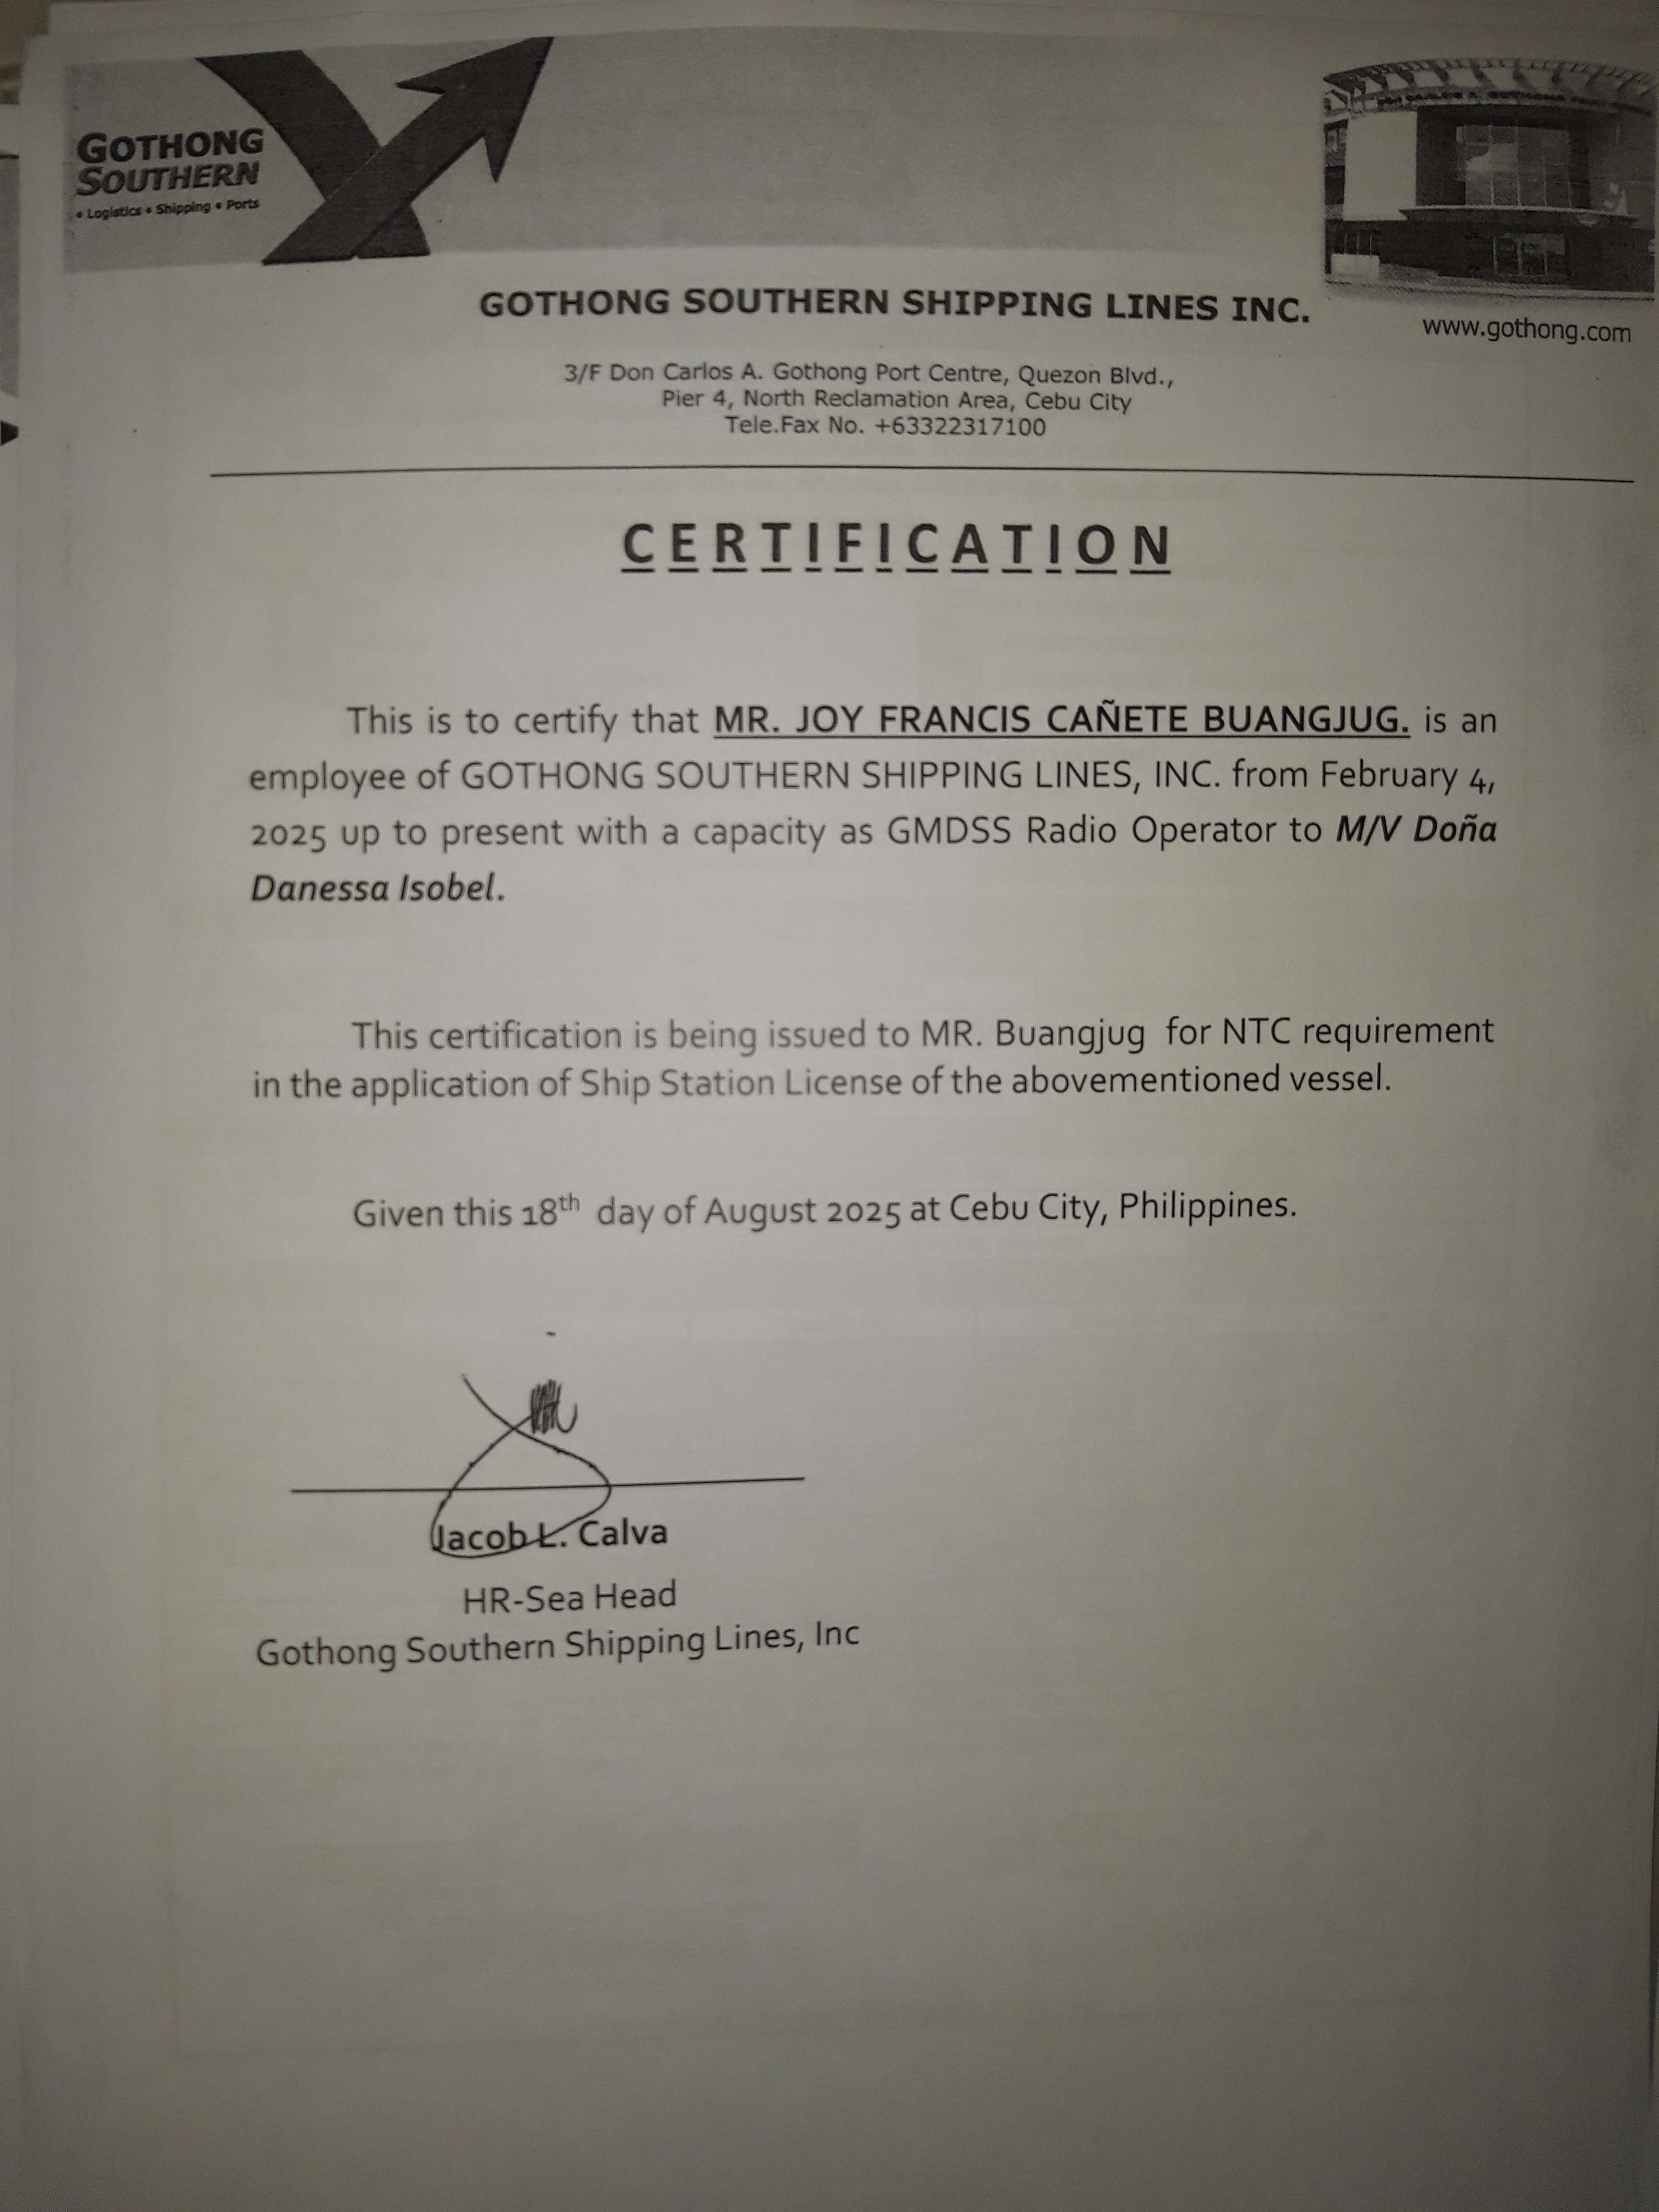 GOTHONG
SOUTHERN
• Logistics • Shipping • Ports
GOTHONG SOUTHERN SHIPPING LINES INC.
www.gothong.com
3/F Don Carlos A. Gothong Port Centre, Quezon Blvd.,
Pier 4, North Reclamation Area, Cebu City
Tele.Fax No. +63322317100
CERTIFICATION
This is to certify that MR. JOY FRANCIS CAÑETE BUANGJUG. is an
employee of GOTHONG SOUTHERN SHIPPING LINES, INC. from February 4,
2025 up to present with a capacity as GMDSS Radio Operator to M/V Doña
Danessa Isobel.
This certification is being issued to MR. Buangjug for NTC requirement
in the application of Ship Station License of the abovementioned vessel.
Given this 18th day of August 2025 at Cebu City, Philippines.
Jacob L. Calva
HR-Sea Head
Gothong Southern Shipping Lines, Inc